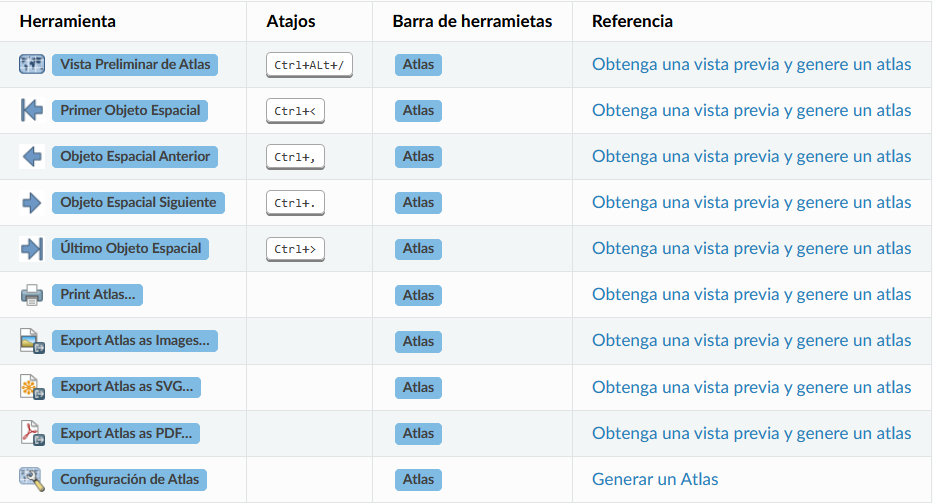 Herramienta Atajos Barra de herramietas Referencia
Vista Preliminar de Atlas Ctrl+ALt+/ Atlas Obtenga una vista previa y genere un atlas
Primer Objeto Espacial Ctrl+< Atlas Obtenga una vista previa y genere un atlas
Objeto Espacial Anterior Ctrl+, Atlas Obtenga una vista previa y genere un atlas
Objeto Espacial Siguiente Ctrl+. Atlas Obtenga una vista previa y genere un atlas
Último Objeto Espacial Ctrl+> Atlas Obtenga una vista previa y genere un atlas
Print Atlas... Atlas Obtenga una vista previa y genere un atlas
Export Atlas as Images... Atlas Obtenga una vista previa y genere un atlas
Export Atlas as SVG... Atlas Obtenga una vista previa y genere un atlas
Export Atlas as PDF... Atlas Obtenga una vista previa y genere un atlas
Configuración de Atlas Atlas Generar un Atlas